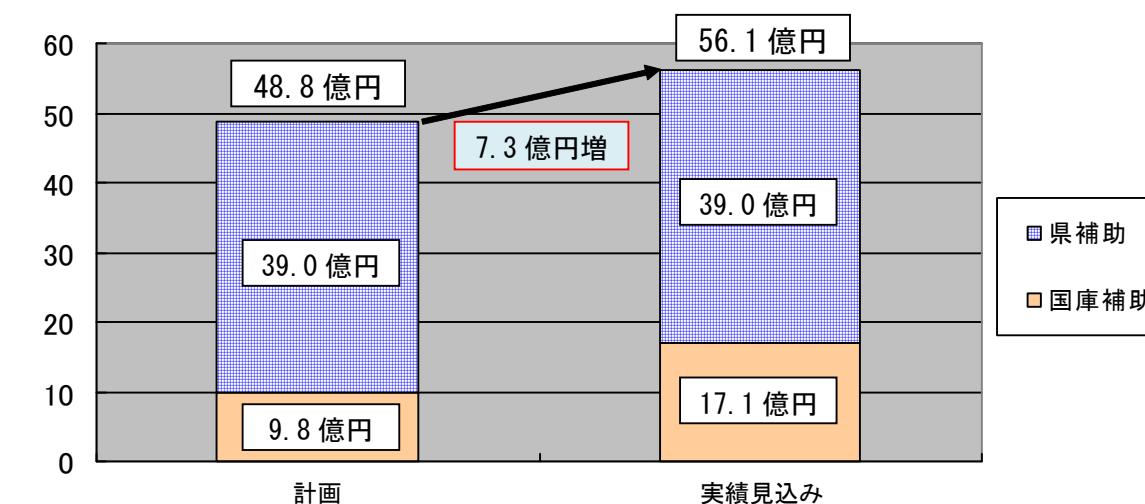 60
50
40
30
20
10
0
48.8 億円
56.1 億円
7.3 億円増
39.0 億円
39.0 億円
9.8 億円
17.1 億円
計画
実績見込み
県補助
国庫補助